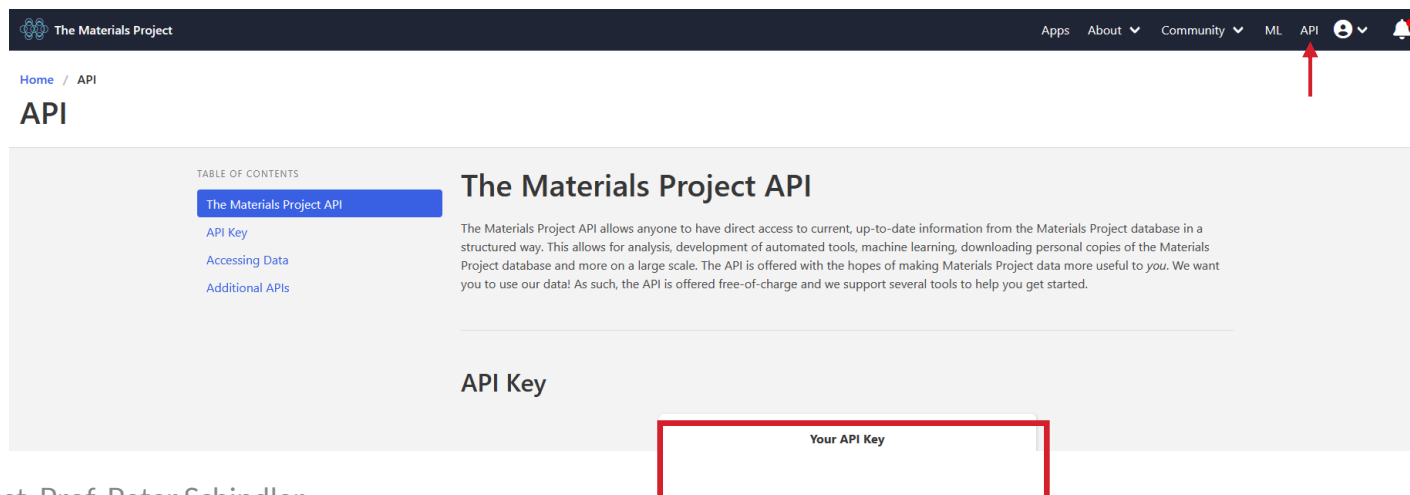 The Materials Project
Apps About Community ML API
Home / API
API
TABLE OF CONTENTS
The Materials Project API
API Key
Accessing Data
Additional APIs
The Materials Project API
The Materials Project API allows anyone to have direct access to current, up-to-date information from the Materials Project database in a
structured way. This allows for analysis, development of automated tools, machine learning, downloading personal copies of the Materials
Project database and more on a large scale. The API is offered with the hopes of making Materials Project data more useful to you. We want
you to use our data! As such, the API is offered free-of-charge and we support several tools to help you get started.
API Key
Your API Key
Prof. Peter Schindler